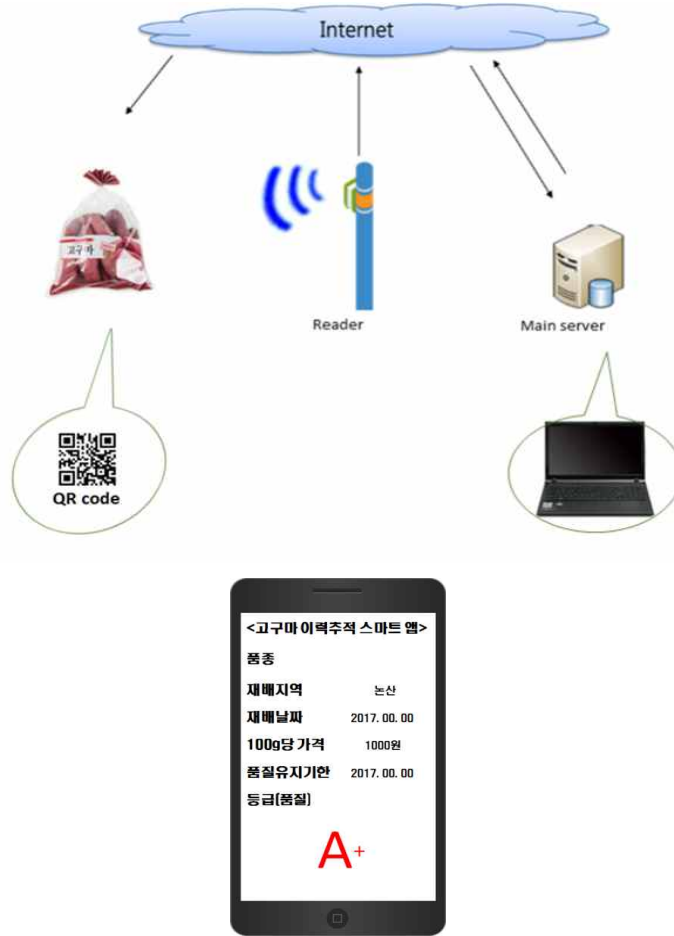 Internet
고구마
Reader
Main server
QR code
<고구마 이력추적 스마트 앱>
품종
재배지역 논산
재배날짜 2017. 00. 00
100g당 가격 1000원
품질유지기한 2017. 00. 00
등급(품질)
A+